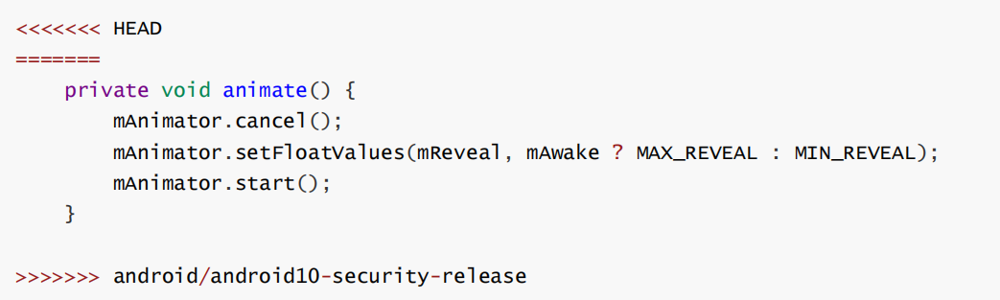 <<<<<<< HEAD
=======
    private void animate() {
        mAnimator.cancel();
        mAnimator.setFloatValues(mReveal, mAwake ? MAX_REVEAL : MIN_REVEAL);
        mAnimator.start();
    }
>>>>>>> android/android10-security-release